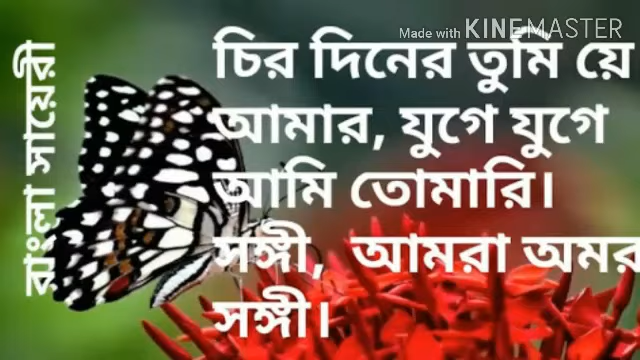 Made with KINEMASTER
চির দিনের তুমি যে
আমার, যুগে যুগে
আমি তোমারি।
সঙ্গী, আমরা অমর
সঙ্গী।
বাংলা সায়েরী